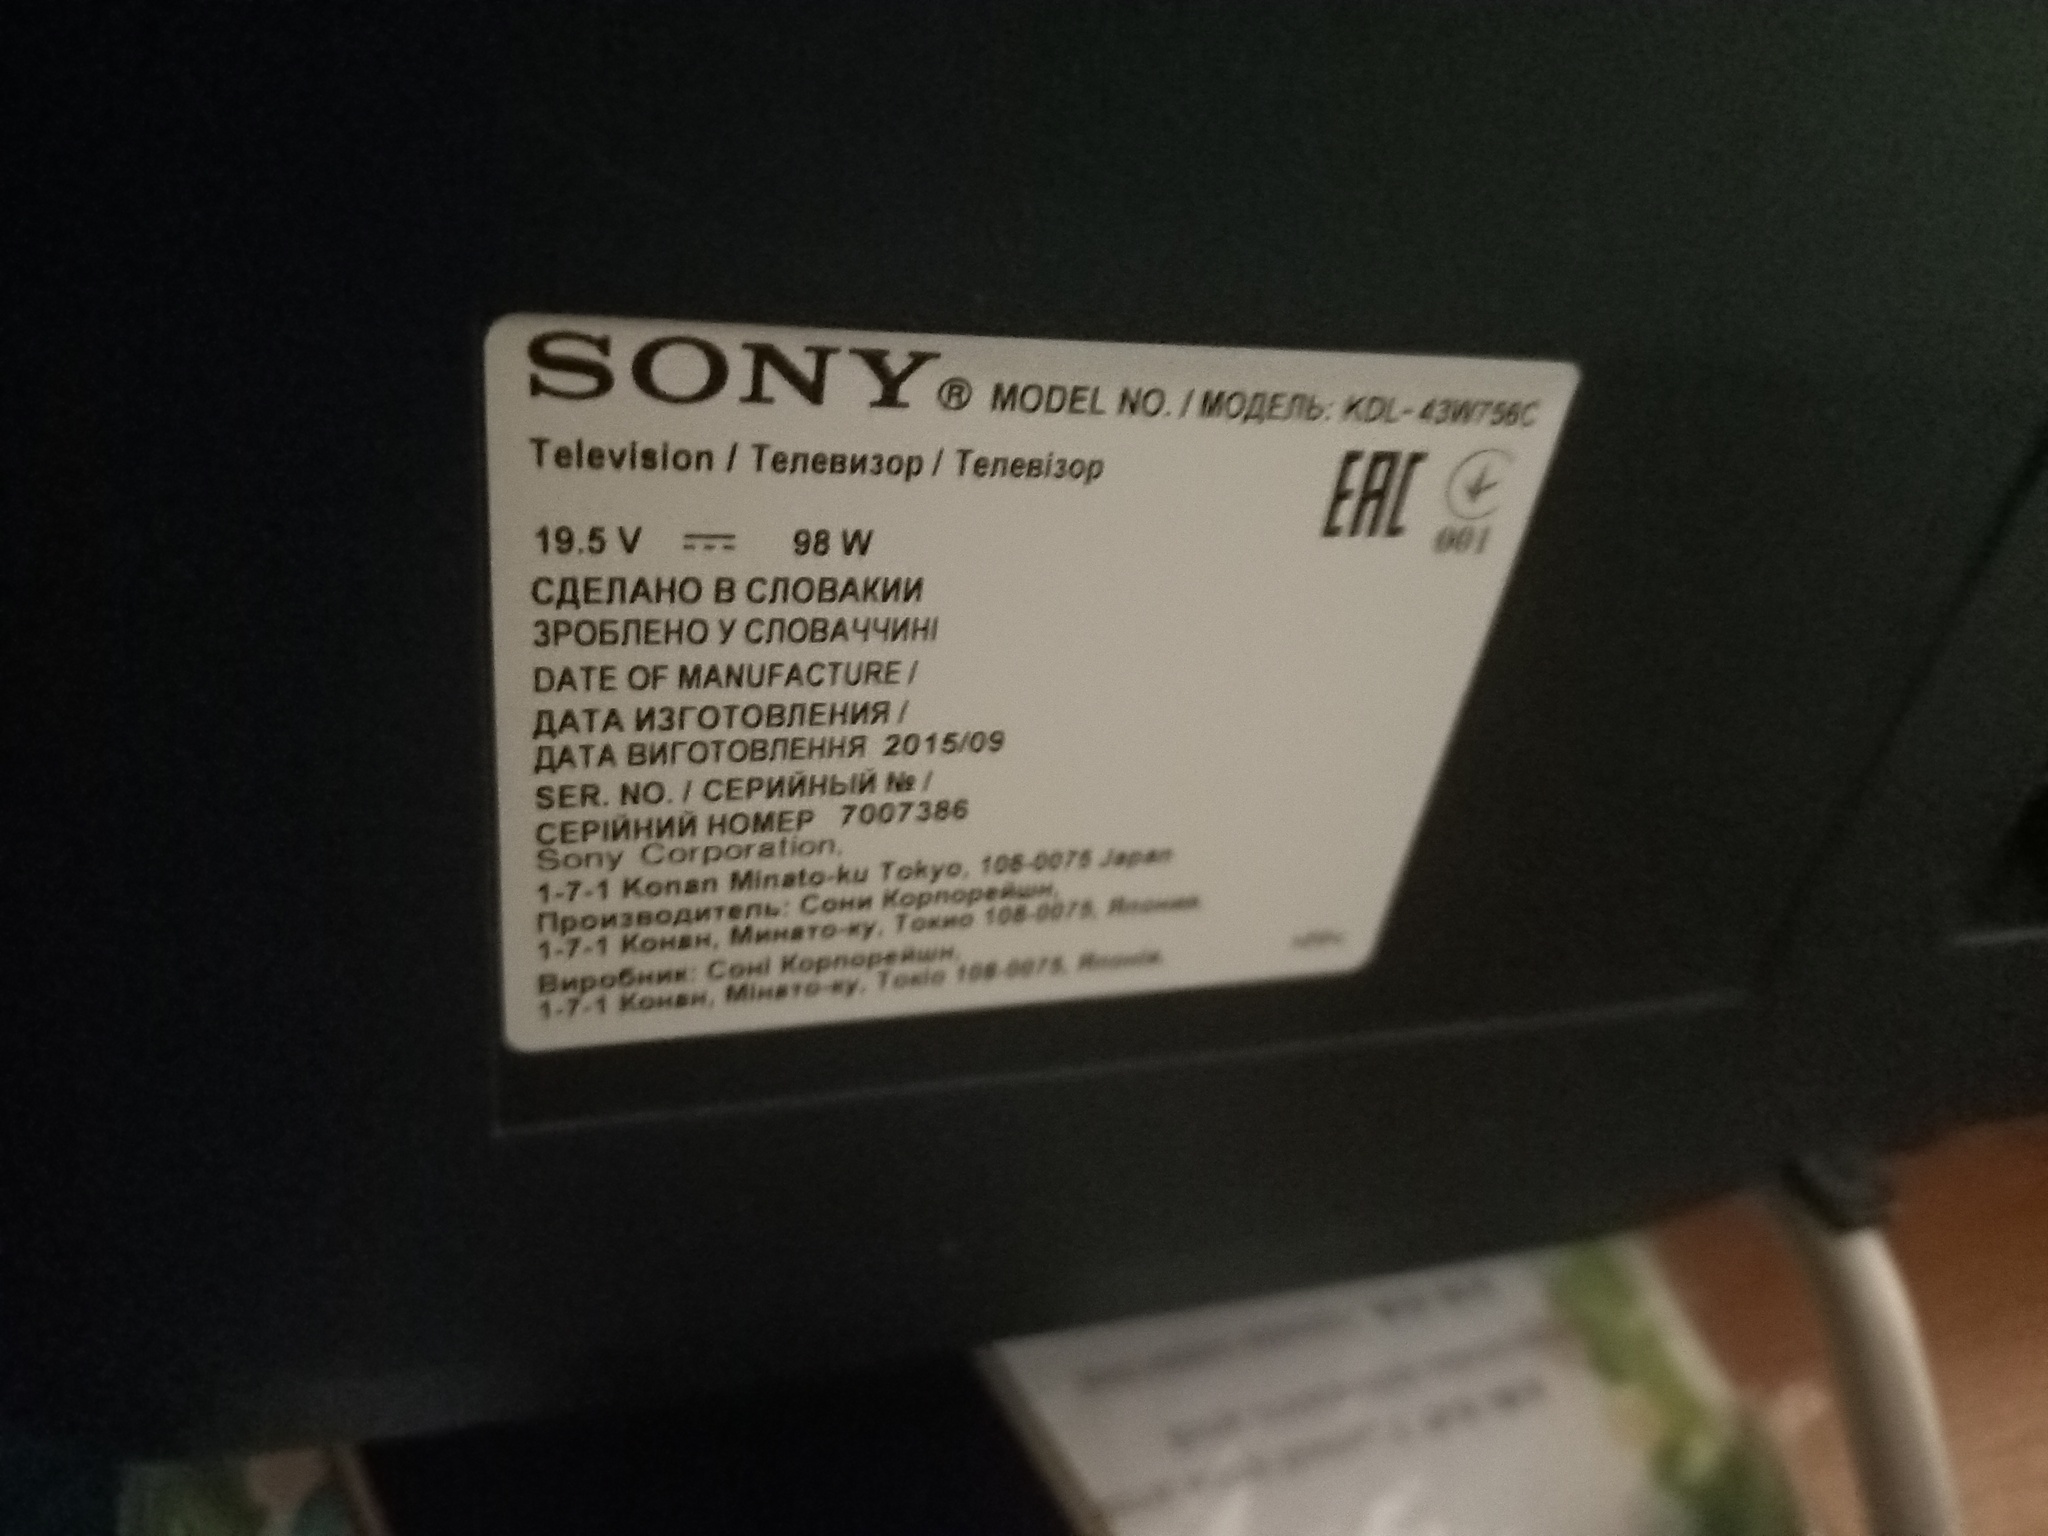 SONY® MODEL NO. / МОДЕЛЬ: KDL-43W756C
Television / Телевизор / Телевізор
EAC
001
19.5 V 98 W
СДЕЛАНО В СЛОВАКИИ
ЗРОБЛЕНО У СЛОВАЧЧИНІ
DATE OF MANUFACTURE /
ДАТА ИЗГОТОВЛЕНИЯ /
ДАТА ВИГОТОВЛЕННЯ 2015/09
SER. NO. / СЕРИЙНЫЙ № /
СЕРІЙНИЙ НОМЕР 7007386
Sony Corporation,
1-7-1 Konan Minato-ku Tokyo, 108-0075 Japan
Производитель: Сони Корпорейшн,
1-7-1 Конан, Минато-ку, Токио 108-0075, Япония
Виробник: Соні Корпорейшн,
1-7-1 Конан, Мінато-ку, Токіо 108-0075, Японія.